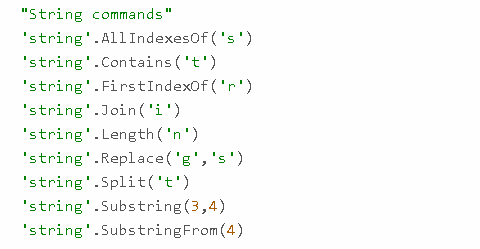 "String commands"
'string'.AllIndexesOf('s')
'string'.Contains('t')
'string'.FirstIndexOf('r')
'string'.Join('i')
'string'.Length('n')
'string'.Replace('g','s')
'string'.Split('t')
'string'.Substring(3,4)
'string'.SubstringFrom(4)